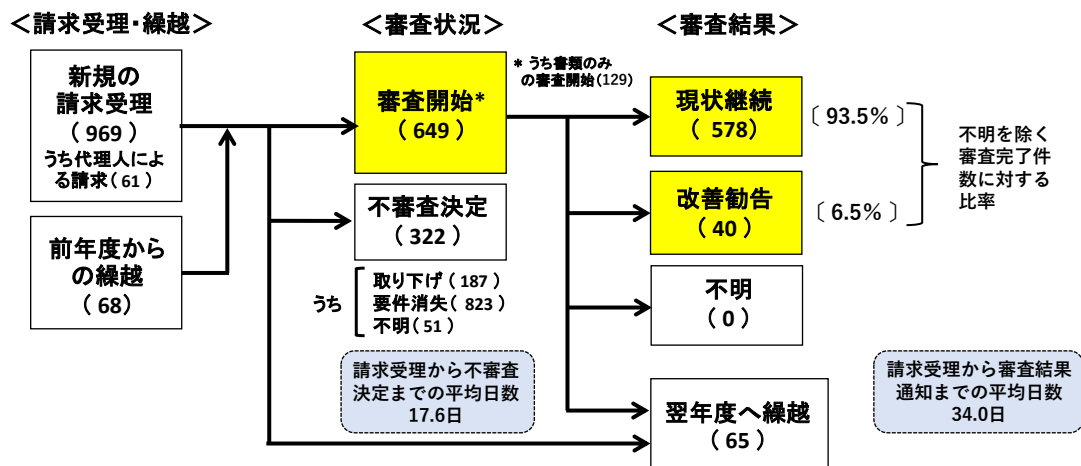 ＜請求受理・繰越＞
新規の
請求受理
( 969 )
うち代理人によ
る請求( 61 )
前年度から
の繰越
( 68 )
＜審査状況＞
審査開始*
( 649 )
* うち書類のみ
の審査開始(129)
不審査決定
( 322 )
うち
取り下げ( 187 )
要件消失( 823 )
不明( 51 )
請求受理から不審査
決定までの平均日数
17.6日
＜審査結果＞
現状継続
( 578 )
〔 93.5% 〕
改善勧告
( 40 )
〔 6.5% 〕
不明を除く
審査完了件
数に対する
比率
不明
( 0 )
翌年度へ繰越
( 65 )
請求受理から審査結果
通知までの平均日数
34.0日